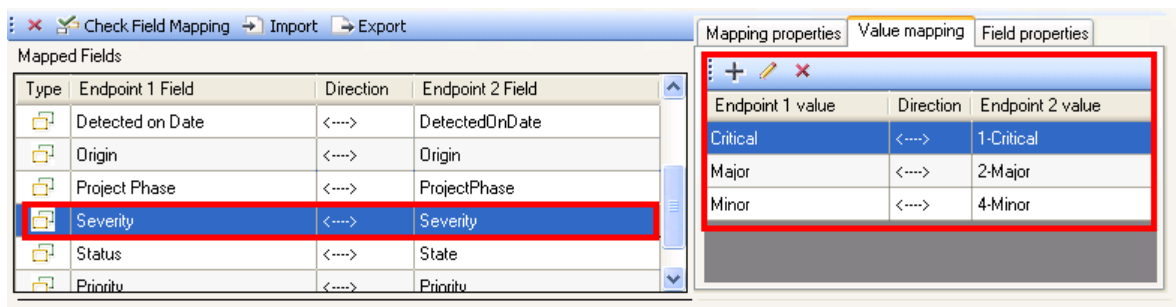 Check Field Mapping Import Export
Mapped Fields
Type Endpoint 1 Field Direction Endpoint 2 Field
Detected on Date <----> DetectedOnDate
Origin <----> Origin
Project Phase <----> ProjectPhase
Severity <----> Severity
Status <----> State
Priority <----> Priority
Mapping properties Value mapping Field properties
Endpoint 1 value Direction Endpoint 2 value
Critical <----> 1-Critical
Major <----> 2-Major
Minor <----> 4-Minor